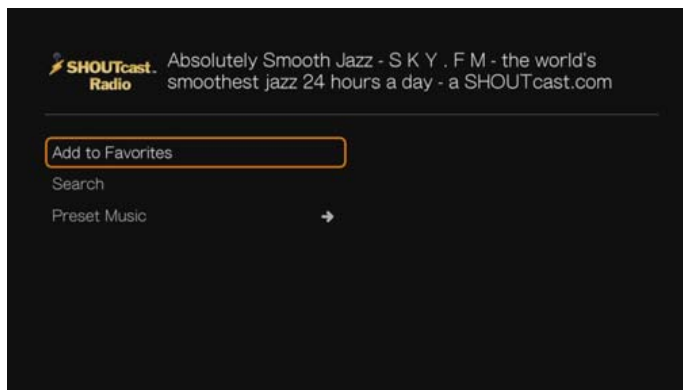 SHOUTcast
Radio
Absolutely Smooth Jazz - S K Y . F M - the world's
smoothest jazz 24 hours a day - a SHOUTcast.com
Add to Favorites
Search
Preset Music